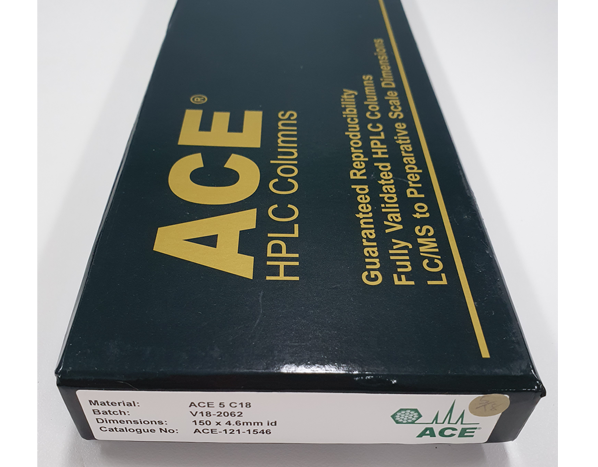 ACE®
HPLC Columns
Guaranteed Reproducibility
Fully Validated HPLC Columns
LC/MS to Preparative Scale Dimensions
Material: ACE 5 C18
Batch: V18-2062
Dimensions: 150 x 4.6mm id
Catalogue No: ACE-121-1546
ACE